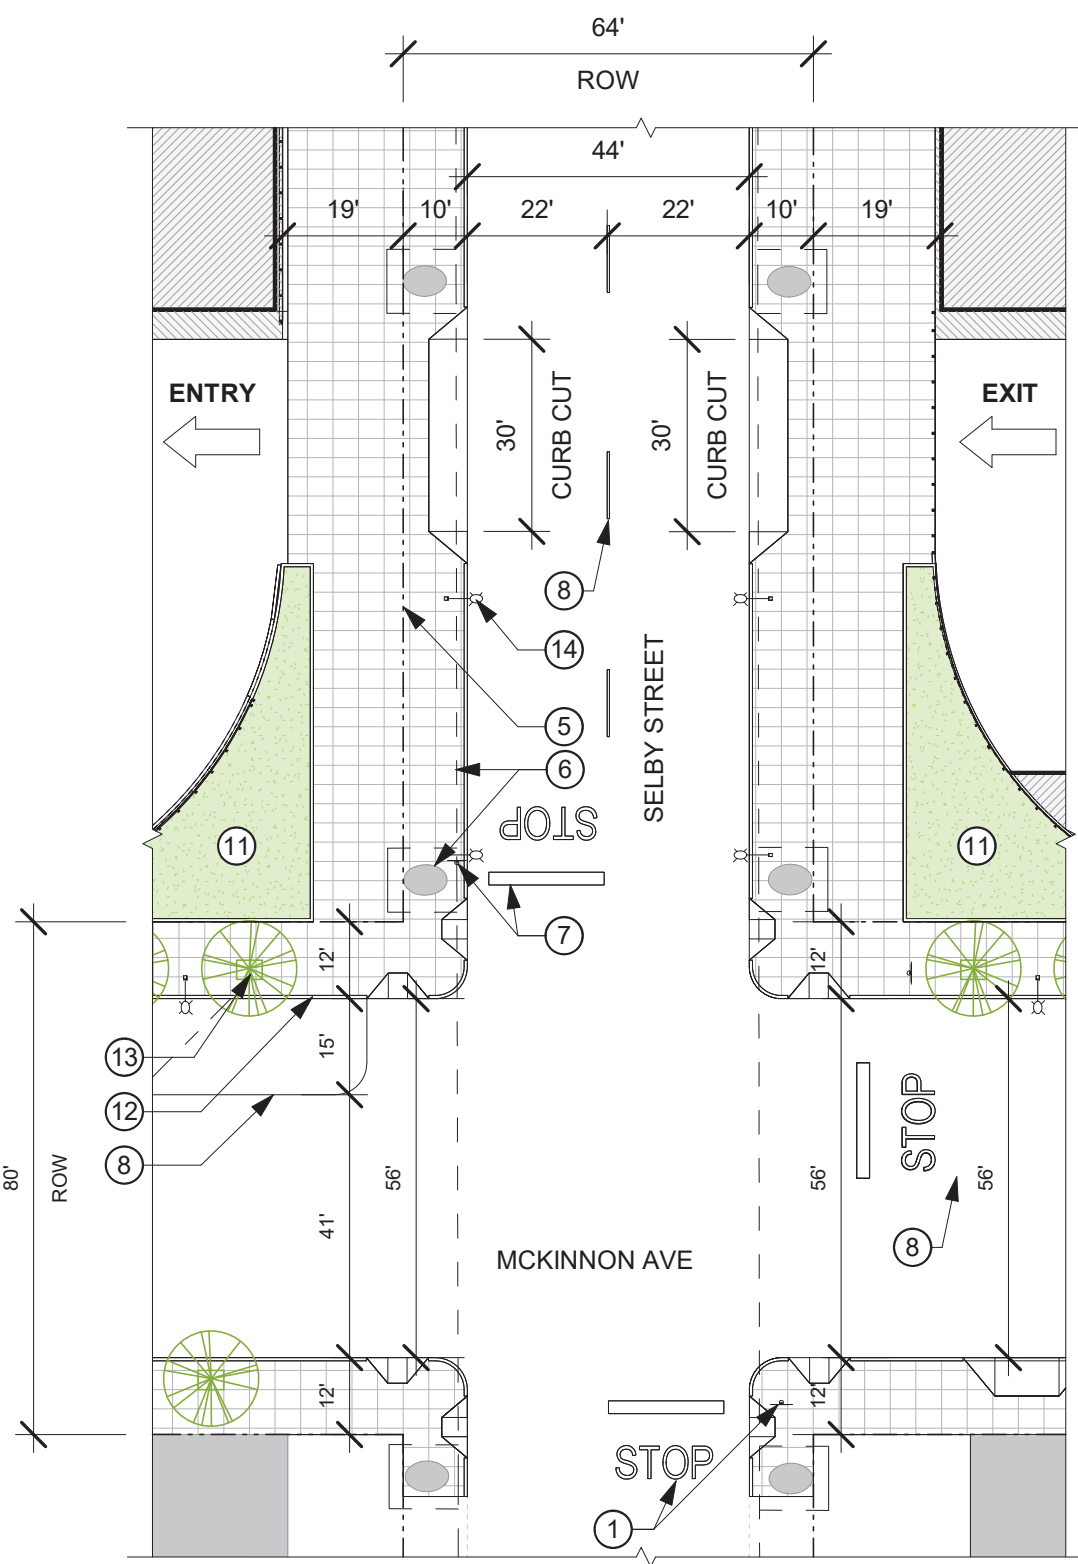 64'
ROW
44'
19'
10'
22'
22'
10'
19'
ENTRY
EXIT
30'
CURB CUT
30'
CURB CUT
8
14
5
6
SELBY STREET
STOP
11
11
7
12'
12'
13
15'
12
8
80'
ROW
56'
41'
56'
STOP
56'
8
MCKINNON AVE
12'
12'
STOP
1